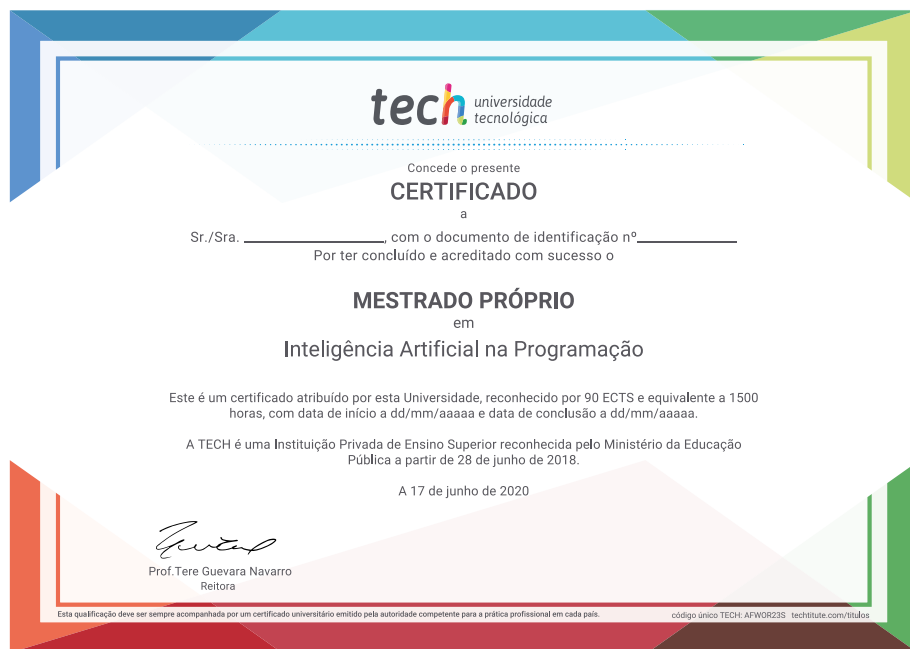 tech universidade
tecnológica
Concede o presente
CERTIFICADO
a
Sr./Sra. ________________, com o documento de identificação nº____________
Por ter concluído e acreditado com sucesso o
MESTRADO PRÓPRIO
em
Inteligência Artificial na Programação
Este é um certificado atribuído por esta Universidade, reconhecido por 90 ECTS e equivalente a 1500
horas, com data de início a dd/mm/aaaaa e data de conclusão a dd/mm/aaaaa.
A TECH é uma Instituição Privada de Ensino Superior reconhecida pelo Ministério da Educação
Pública a partir de 28 de junho de 2018.
A 17 de junho de 2020
Prof.Tere Guevara Navarro
Reitora
Esta qualificação deve ser sempre acompanhada por um certificado universitário emitido pela autoridade competente para a prática profissional em cada país.
código único TECH: AFWOR23S techtitute.com/titulos